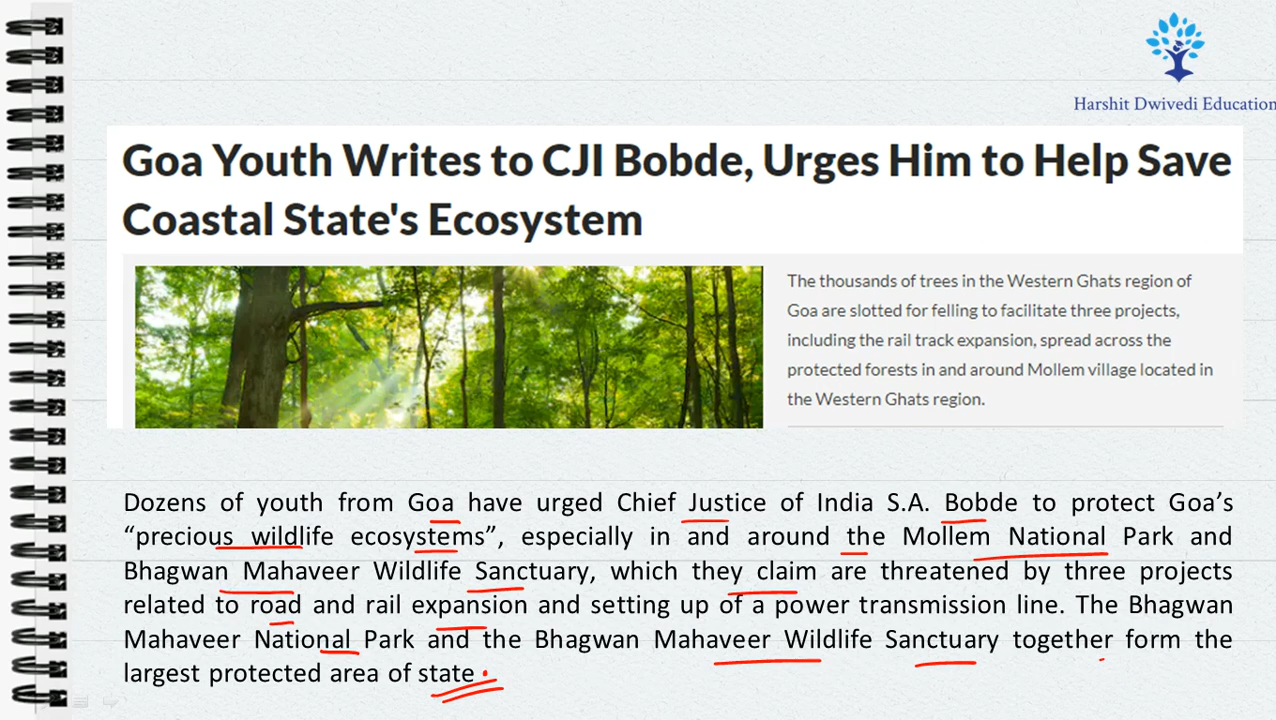 Harshit Dwivedi Education
Goa Youth Writes to CJI Bobde, Urges Him to Help Save
Coastal State's Ecosystem
The thousands of trees in the Western Ghats region of
Goa are slotted for felling to facilitate three projects,
including the rail track expansion, spread across the
protected forests in and around Mollem village located in
the Western Ghats region.
Dozens of youth from Goa have urged Chief Justice of India S.A. Bobde to protect Goa’s
“precious wildlife ecosystems”, especially in and around the Mollem National Park and
Bhagwan Mahaveer Wildlife Sanctuary, which they claim are threatened by three projects
related to road and rail expansion and setting up of a power transmission line. The Bhagwan
Mahaveer National Park and the Bhagwan Mahaveer Wildlife Sanctuary together form the
largest protected area of state